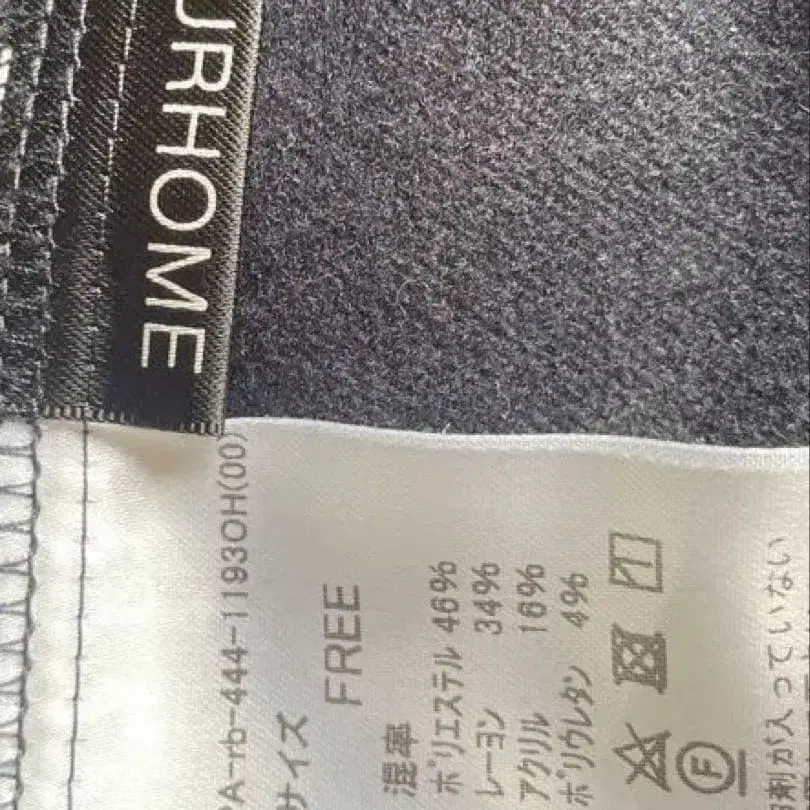 URHOME
PA-rb-444-1193OH(00)
サイズ
FREE
混率
ポリエステル 46%
レーヨン 34%
アクリル 16%
ポリウレタン 4%
F
剤が入っていない